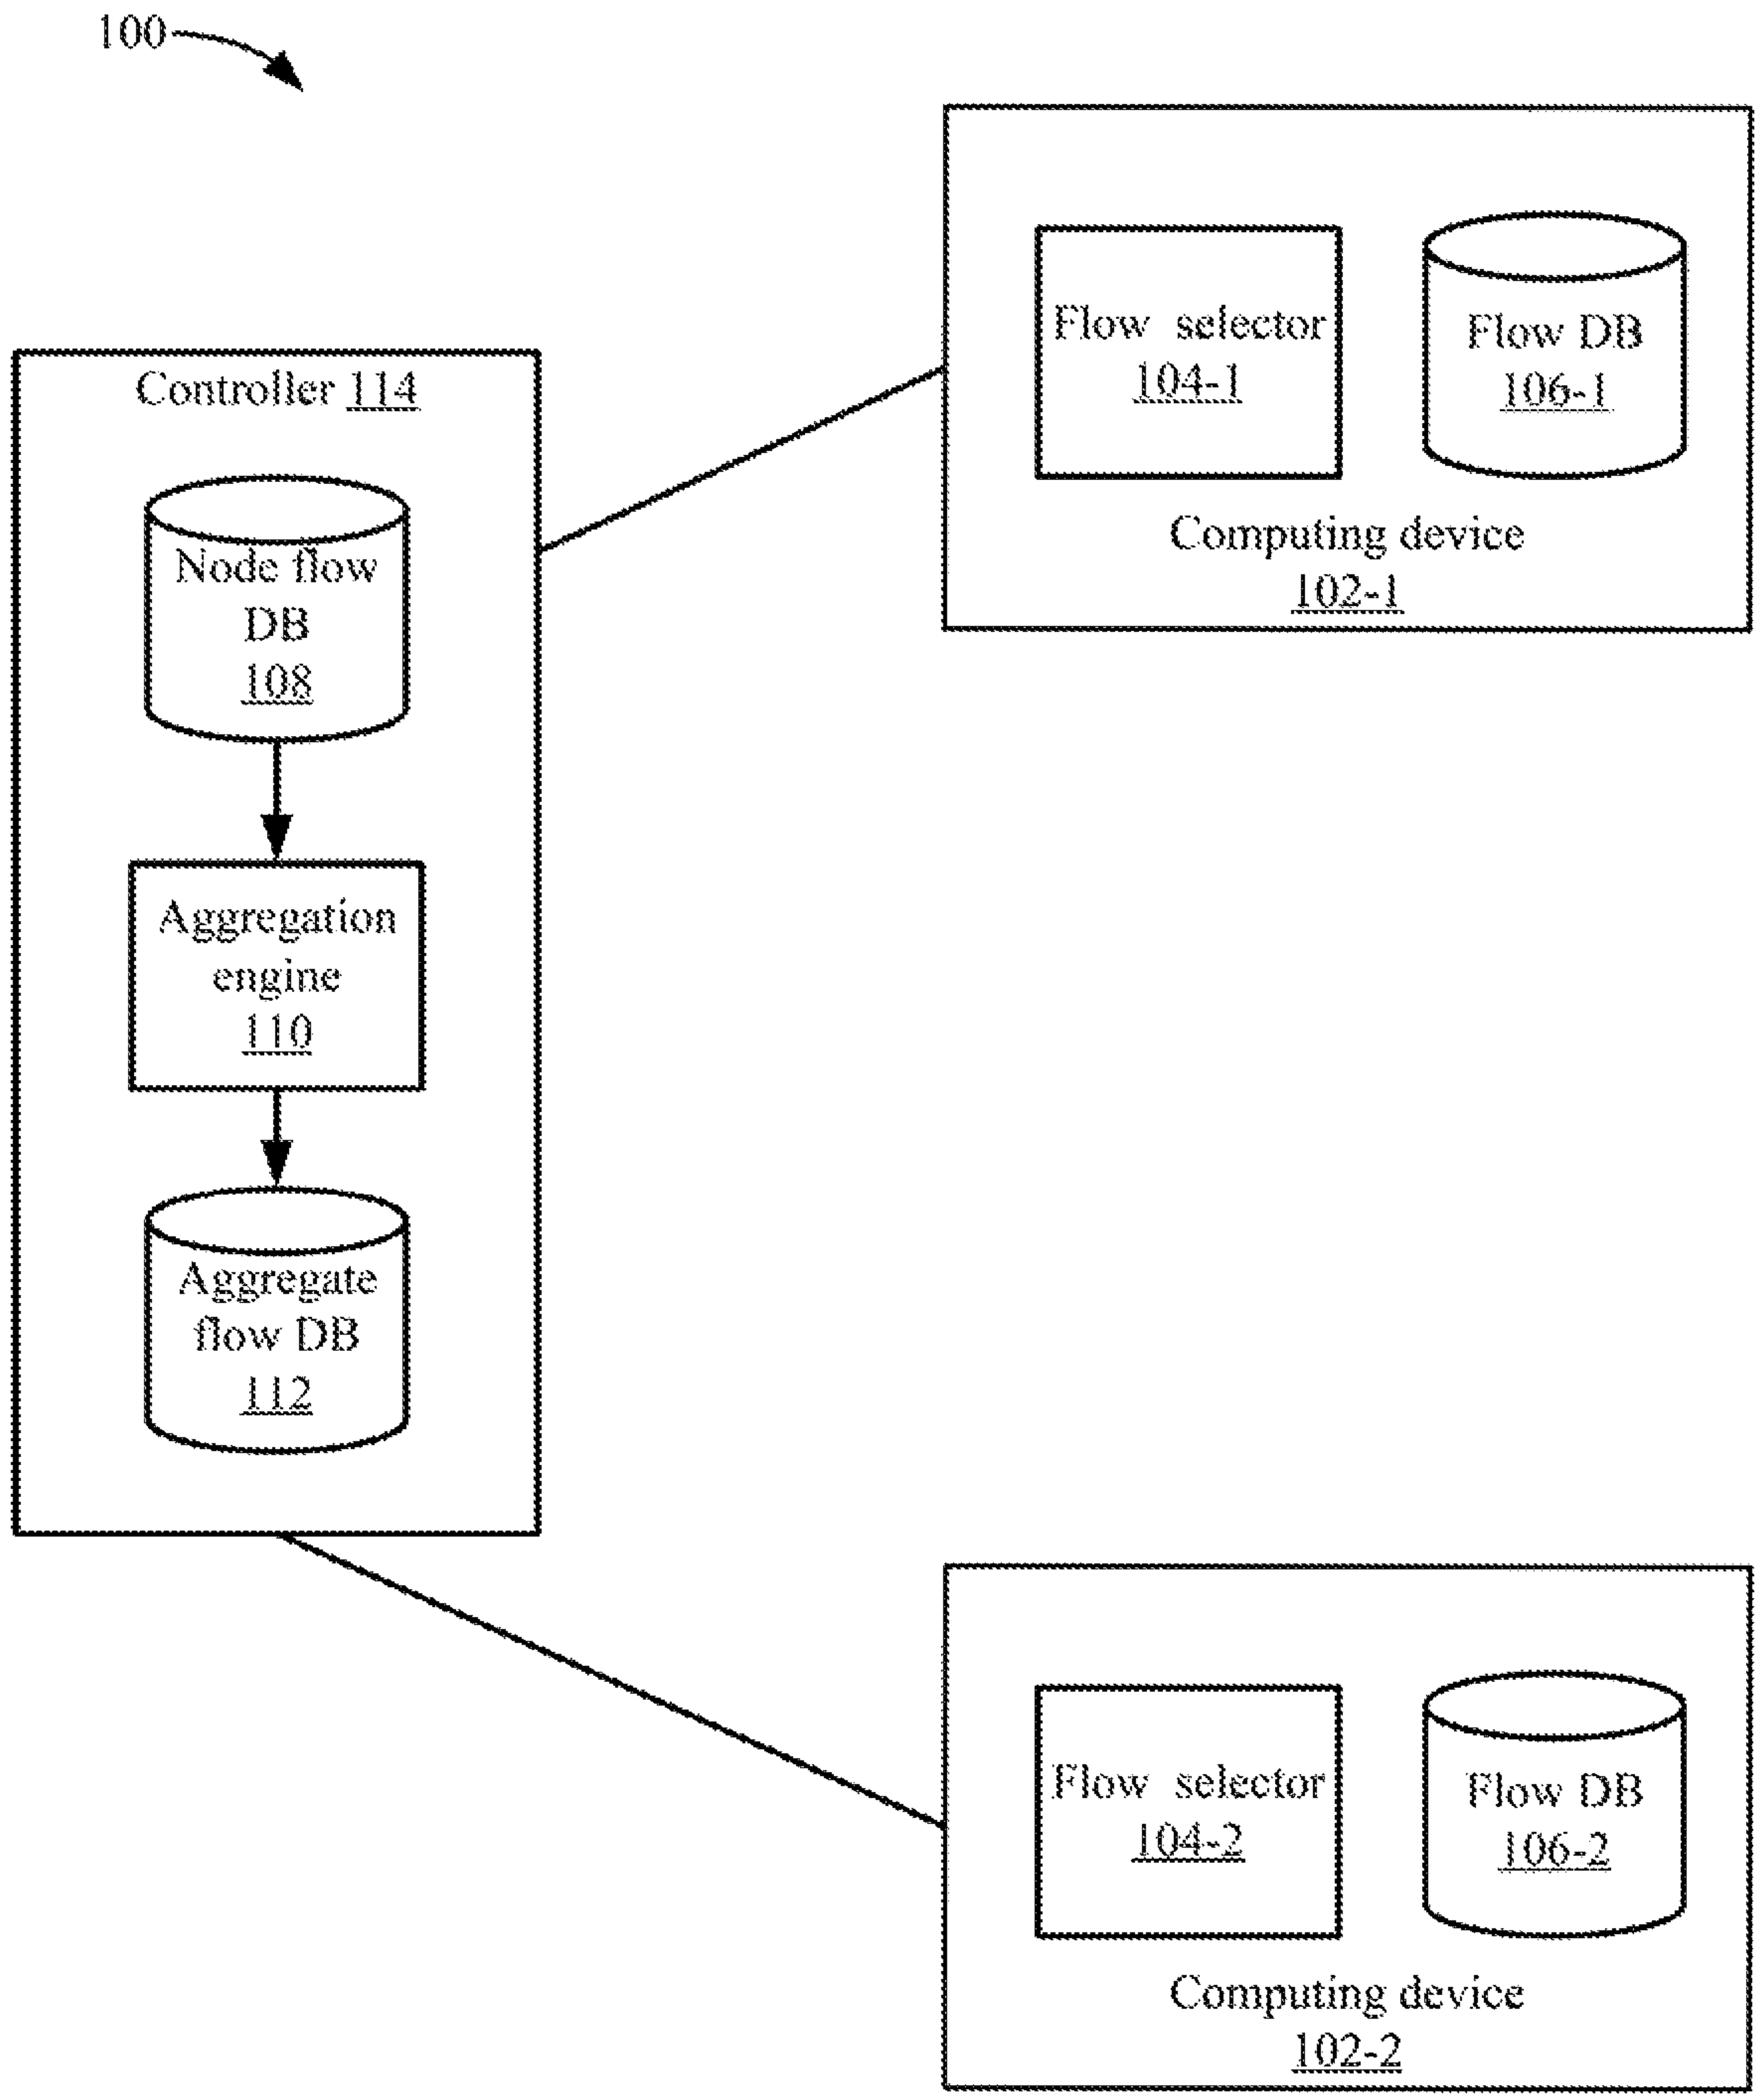 100
Controller 114
Node flow
DB
108
Aggregation
engine
110
Aggregate
flow DB
112
Flow selector
104-1
Flow DB
106-1
Computing device
102-1
Flow selector
104-2
Flow DB
106-2
Computing device
102-2